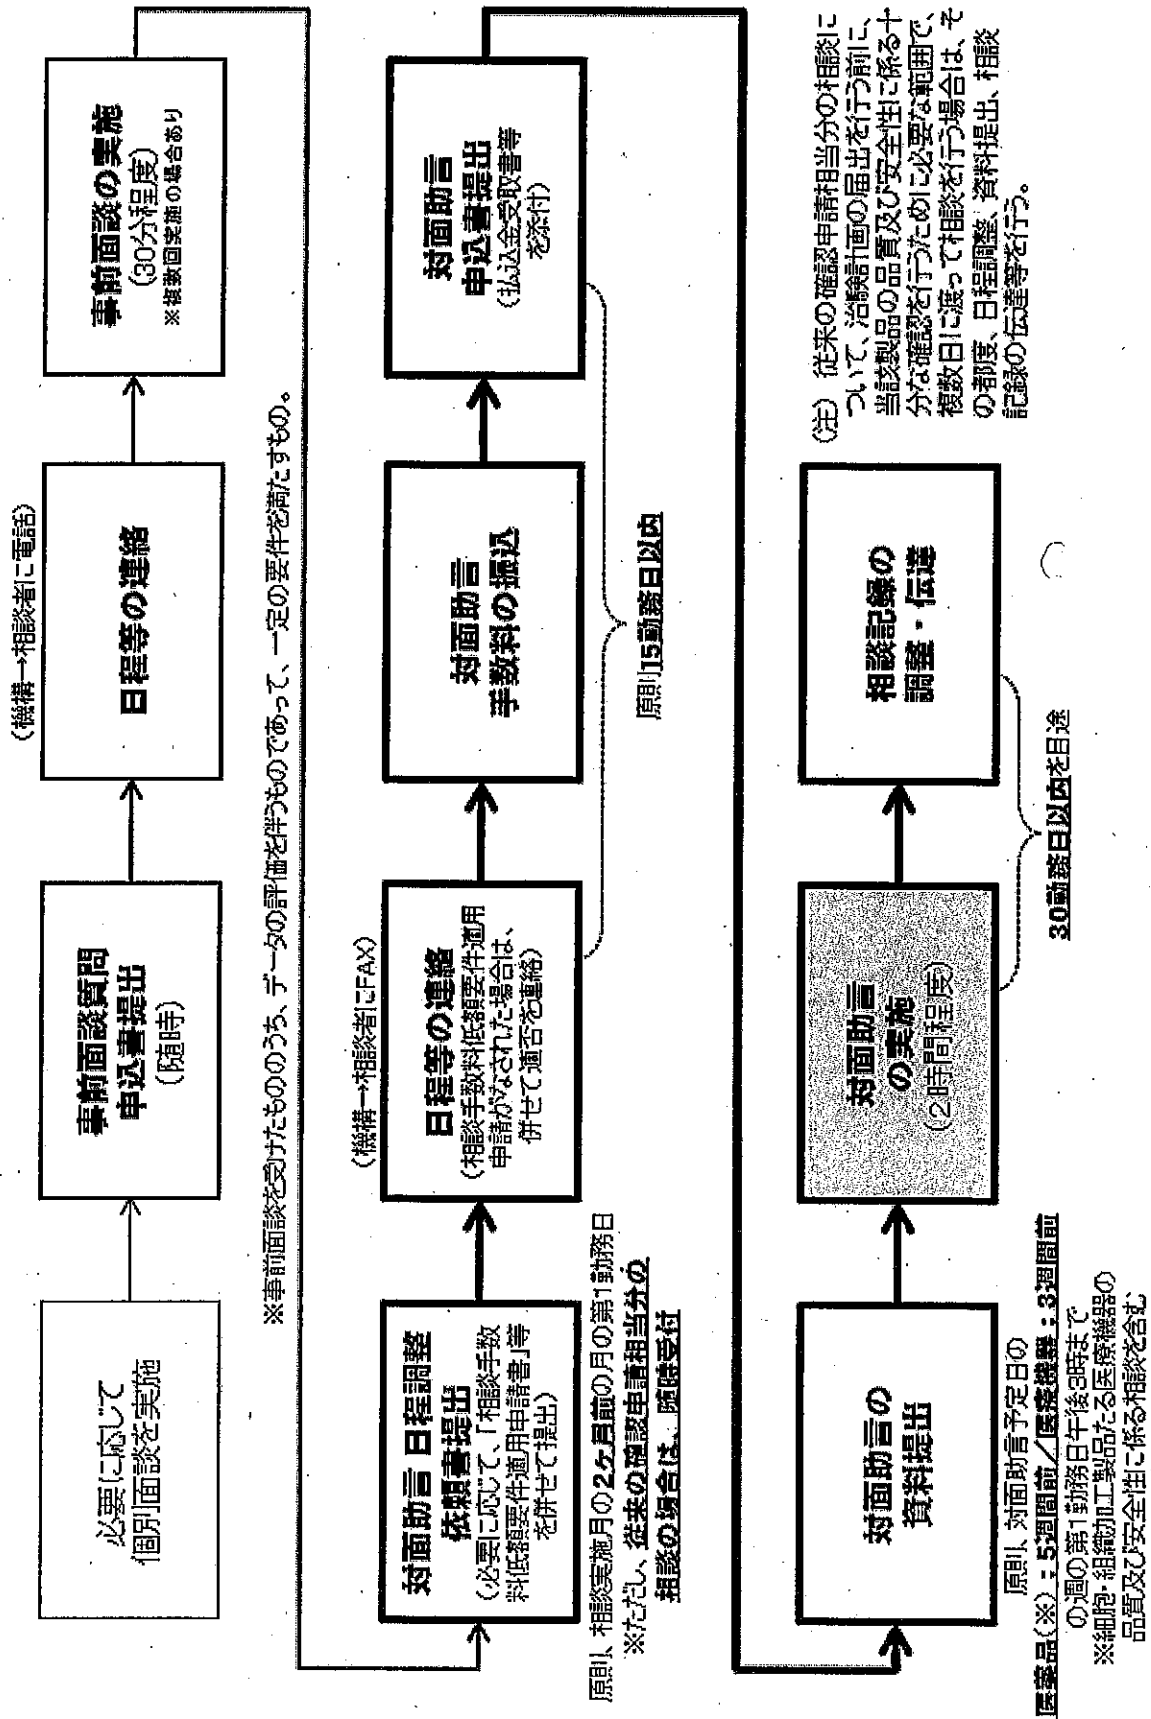 必要に応じて
個別面談を実施
事前面談質問
申込書提出
(随時)
(機構→相談者に電話)
日程等の連絡
事前面談の実施
(30分程度)
※複数回実施の場合あり
※事前面談を受けたもののうち、データの評価を伴うものであって、一定の要件を満たすもの。
対面助言 日程調整
依頼書提出
(必要に応じて、「相談手数
料低額要件適用申請書」等
を併せて提出)
原則、相談実施月の2ヶ月前の月の第1勤務日
※ただし、従来の確認申請相当分の
相談の場合は、随時受付
(機構→相談者にFAX)
日程等の連絡
(相談手数料低額要件適用
申請がなされた場合は、
併せて適否を連絡)
対面助言
手数料の振込
対面助言
申込書提出
(払込金受取書等
を添付)
原則15勤務日以内
対面助言の
資料提出
原則、対面助言予定日の
医薬品(※):5週間前/医療機器:3週間前
の週の第1勤務日午後3時まで
※細胞・組織加工製品たる医療機器の
品質及び安全性に係る相談を含む
対面助言
の実施
(2時間程度)
相談記録の
調整・伝達
30勤務日以内を目途
(注) 従来の確認申請相当分の相談に
ついて、治験計画の届出を行う前に、
当該製品の品質及び安全性に係る十
分な確認を行うために必要な範囲で、
複数日に渡って相談を行う場合は、そ
の都度、日程調整、資料提出、相談
記録の伝達等を行う。